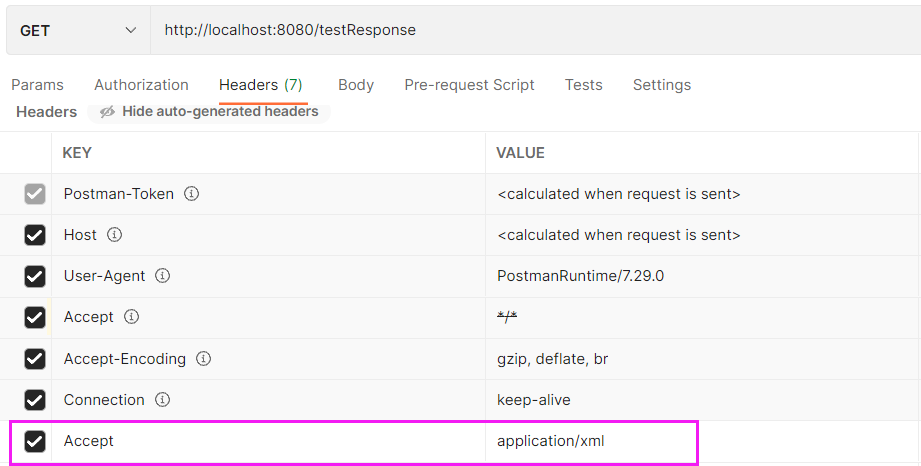 GET http://localhost:8080/testResponse
Params Authorization Headers (7) Body Pre-request Script Tests Settings
Headers Hide auto-generated headers
KEY VALUE
Postman-Token <calculated when request is sent>
Host <calculated when request is sent>
User-Agent PostmanRuntime/7.29.0
Accept */*
Accept-Encoding gzip, deflate, br
Connection keep-alive
Accept application/xml